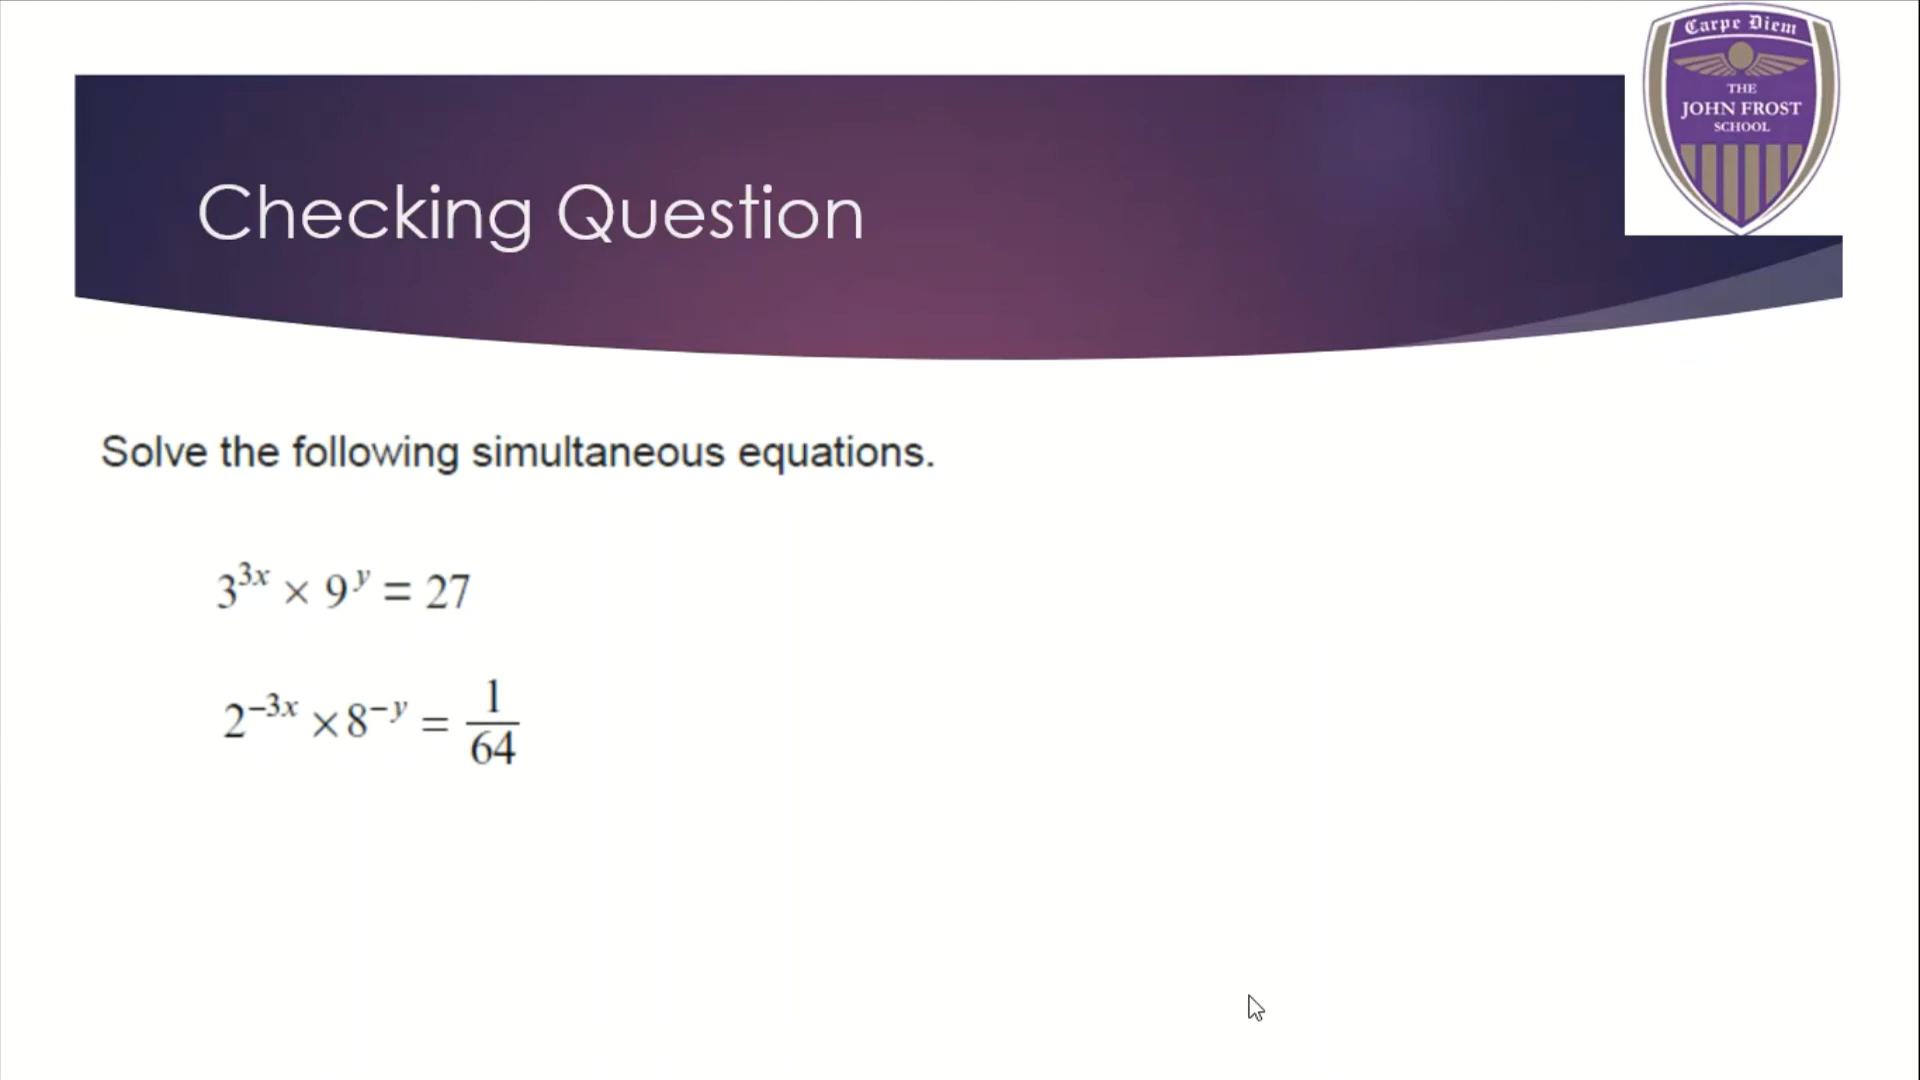 Carpe Diem
THE
JOHN FROST
SCHOOL
Checking Question
Solve the following simultaneous equations.
3^{3x} × 9^{y} = 27
2^{-3x} × 8^{-y} = \frac{1}{64}